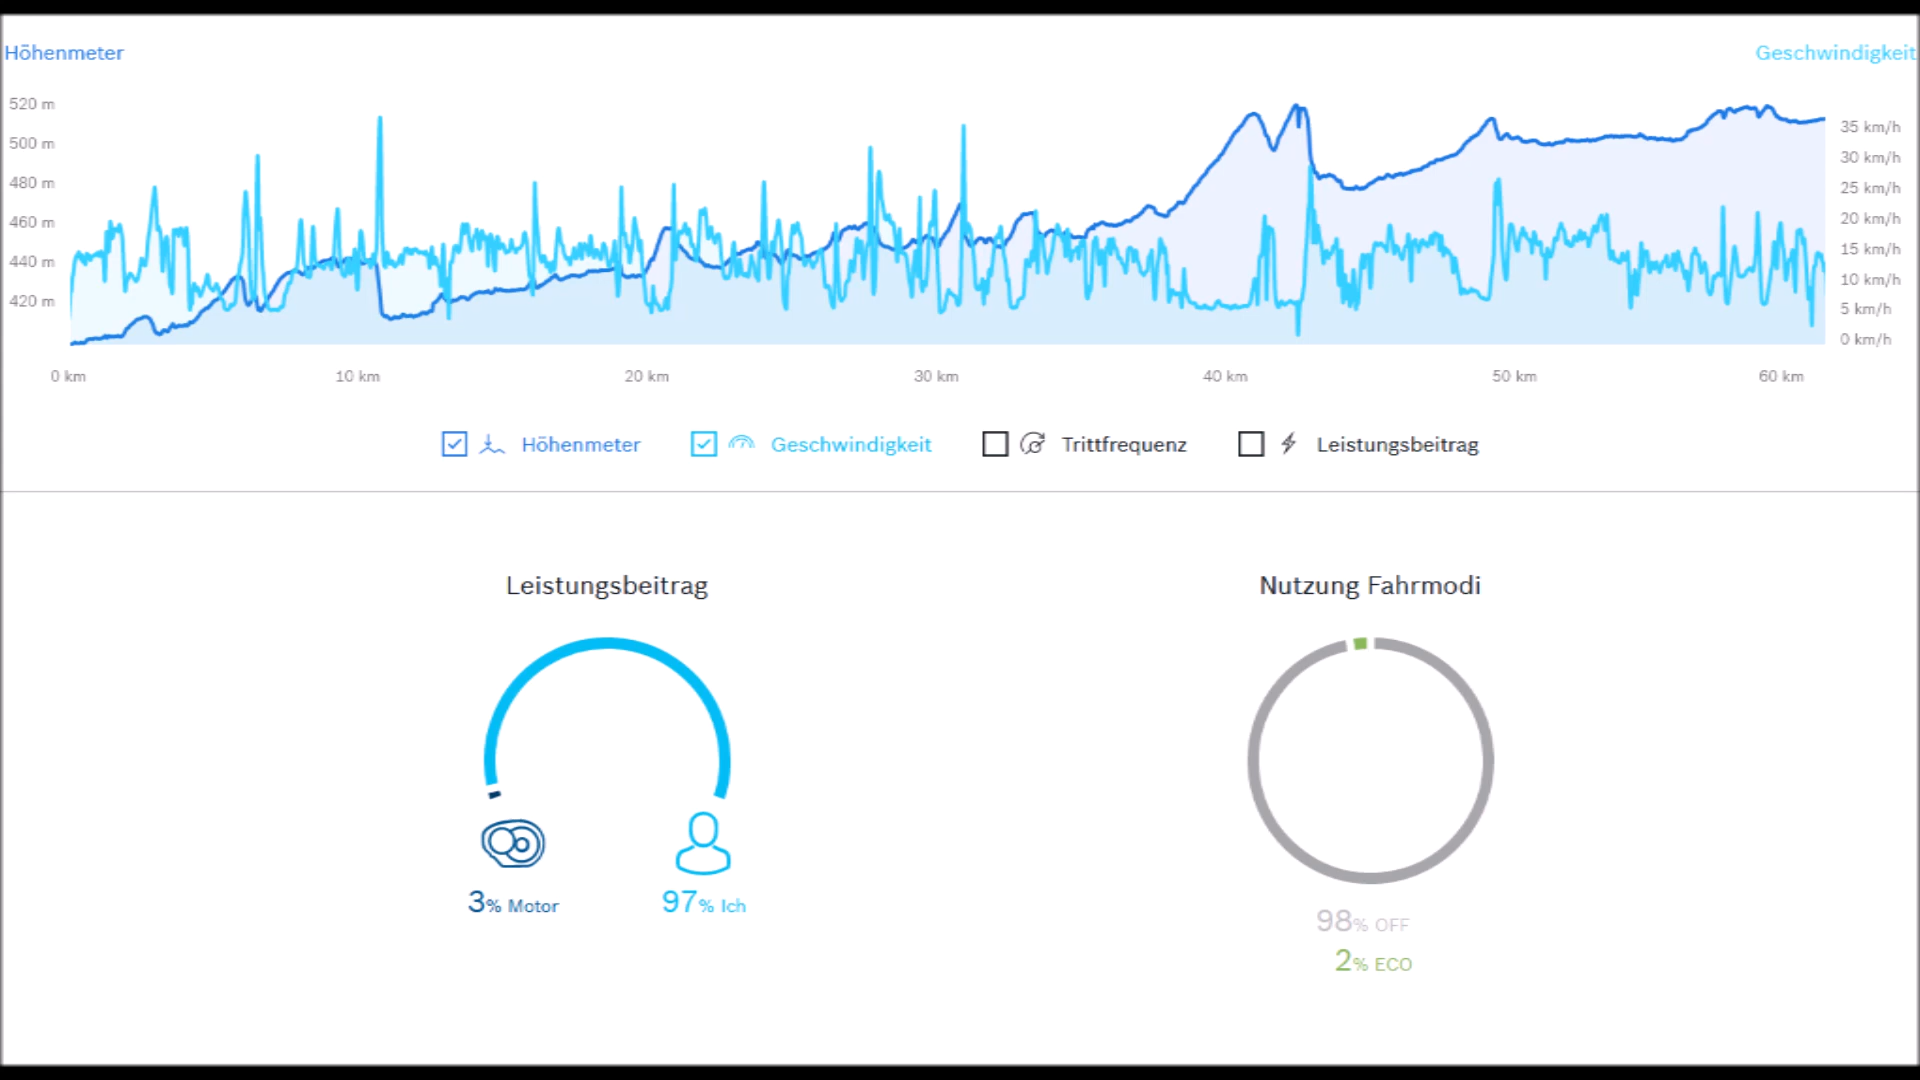 Höhenmeter Geschwindigkeit
520 m
500 m
480 m
460 m
440 m
420 m
35 km/h
30 km/h
25 km/h
20 km/h
15 km/h
10 km/h
5 km/h
0 km/h
0 km 10 km 20 km 30 km 40 km 50 km 60 km
Höhenmeter Geschwindigkeit Trittfrequenz Leistungsbeitrag
Leistungsbeitrag
3% Motor 97% Ich
Nutzung Fahrmodi
98% OFF
2% ECO